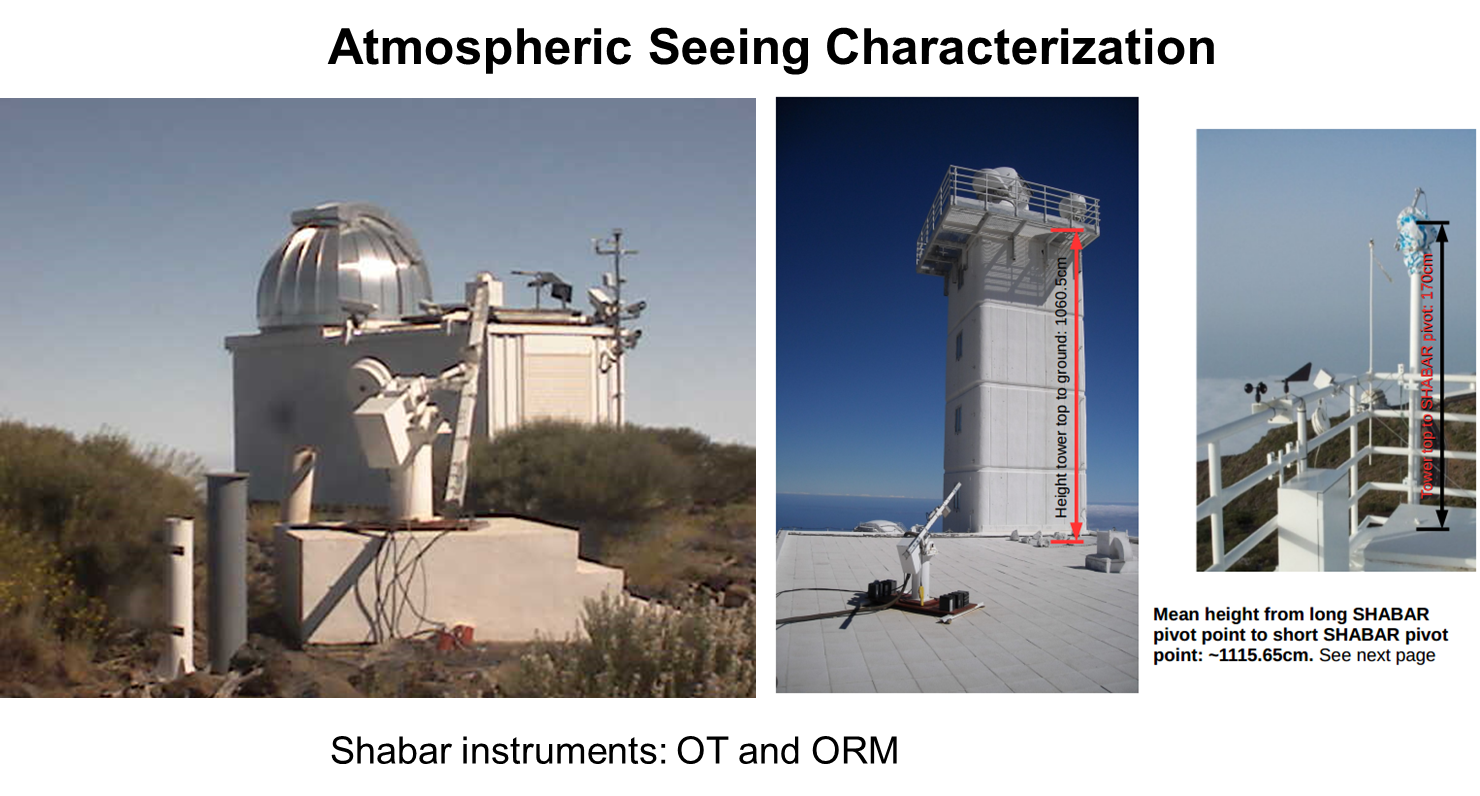 Atmospheric Seeing Characterization
Height tower top to ground: 1060.5cm
Tower top to SHABAR pivot: 170cm
Mean height from long SHABAR
pivot point to short SHABAR pivot
point: ~1115.65cm. See next page
Shabar instruments: OT and ORM